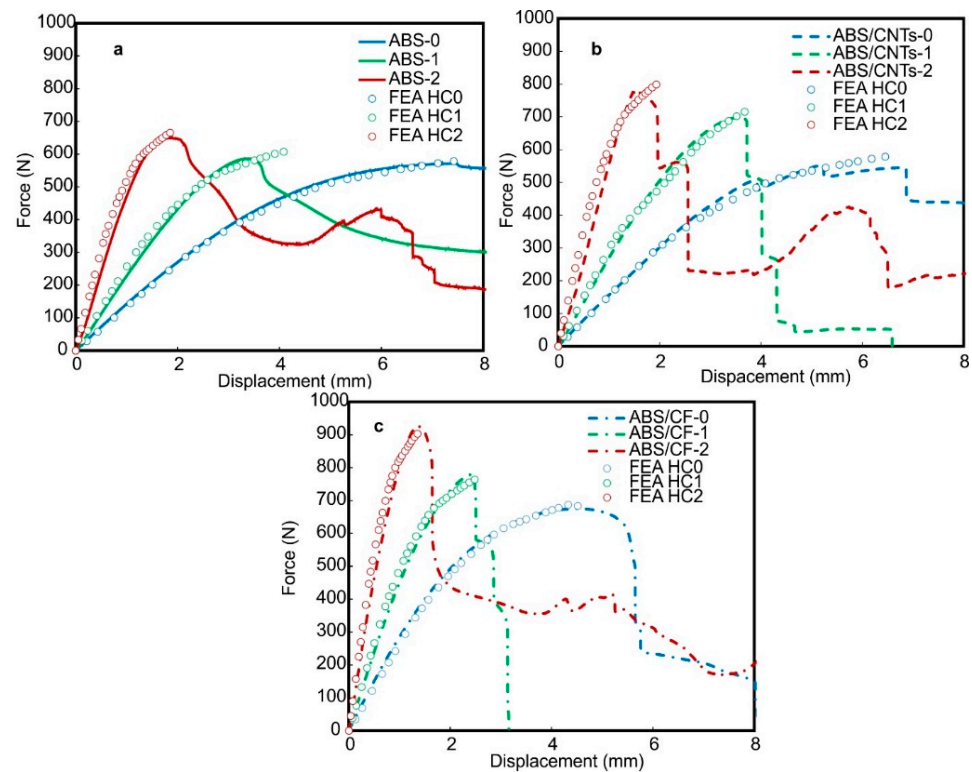 a
1000
900
800
700
600
500
400
300
200
100
0
Force (N)
ABS-0
ABS-1
ABS-2
FEA HC0
FEA HC1
FEA HC2
0 2 4 6 8
Displacement (mm)
b
1000
900
800
700
600
500
400
300
200
100
0
Force (N)
ABS/CNTs-0
ABS/CNTs-1
ABS/CNTs-2
FEA HC0
FEA HC1
FEA HC2
0 2 4 6 8
Dispacement (mm)
c
1000
900
800
700
600
500
400
300
200
100
0
Force (N)
ABS/CF-0
ABS/CF-1
ABS/CF-2
FEA HC0
FEA HC1
FEA HC2
0 2 4 6 8
Displacement (mm)